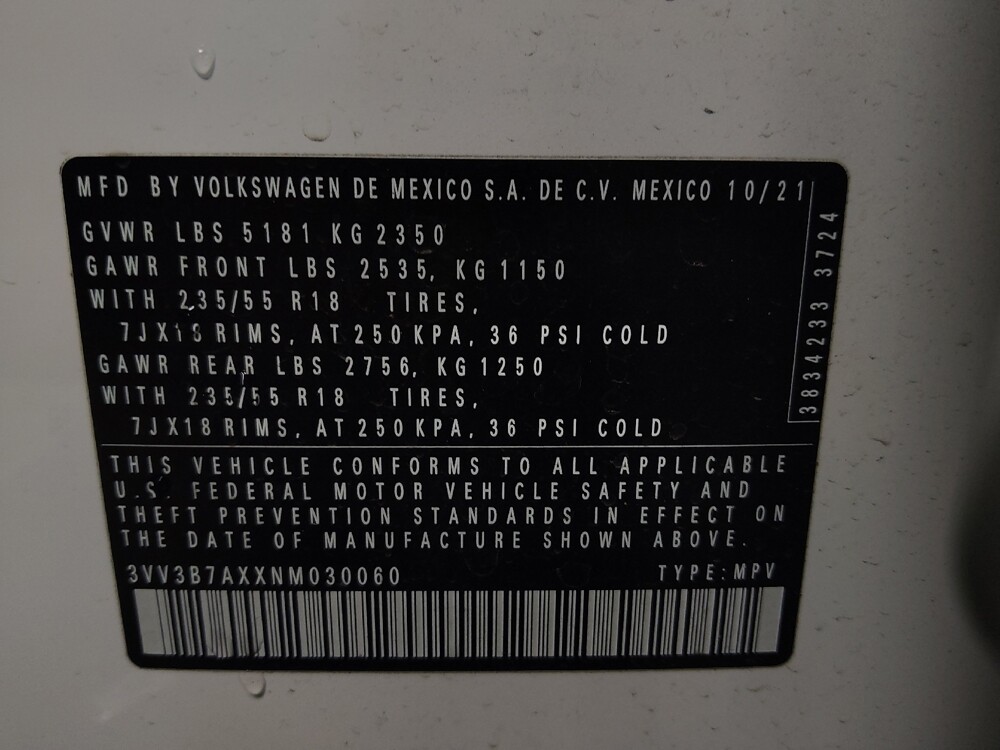 MFD BY VOLKSWAGEN DE MEXICO S.A. DE C.V. MEXICO 10/21
GVWR LBS 5181 KG 2350
GAWR FRONT LBS 2535, KG 1150
WITH 235/55 R18 TIRES,
7JX18 RIMS, AT 250 KPA, 36 PSI COLD
GAWR REAR LBS 2756, KG 1250
WITH 235/55 R18 TIRES,
7JX18 RIMS, AT 250 KPA, 36 PSI COLD
3834233 3724
THIS VEHICLE CONFORMS TO ALL APPLICABLE
U.S. FEDERAL MOTOR VEHICLE SAFETY AND
THEFT PREVENTION STANDARDS IN EFFECT ON
THE DATE OF MANUFACTURE SHOWN ABOVE.
3VV3B7AXXNM030060 TYPE:MPV